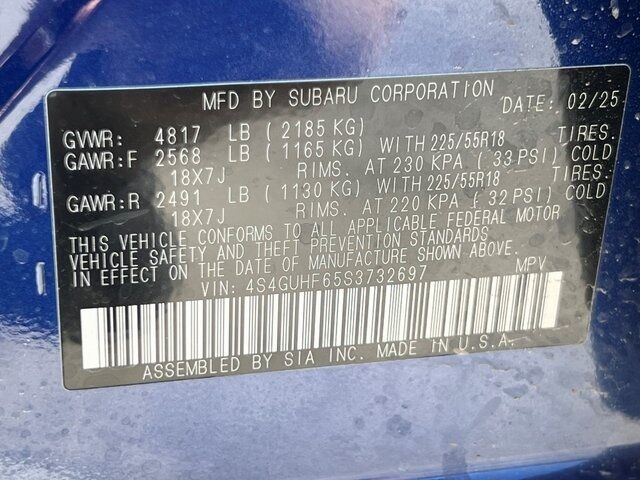 MFD BY SUBARU CORPORATION DATE: 02/25
GVWR: 4817 LB (2185 KG)
GAWR:F 2568 LB (1165 KG) WITH 225/55R18 TIRES.
18X7J RIMS. AT 230 KPA (33 PSI) COLD
GAWR:R 2491 LB (1130 KG) WITH 225/55R18 TIRES.
18X7J RIMS. AT 220 KPA (32 PSI) COLD
THIS VEHICLE CONFORMS TO ALL APPLICABLE FEDERAL MOTOR
VEHICLE SAFETY AND THEFT PREVENTION STANDARDS
IN EFFECT ON THE DATE OF MANUFACTURE SHOWN ABOVE.
VIN: 4S4GUHF65S3732697 MPV
ASSEMBLED BY SIA INC. MADE IN U.S.A.